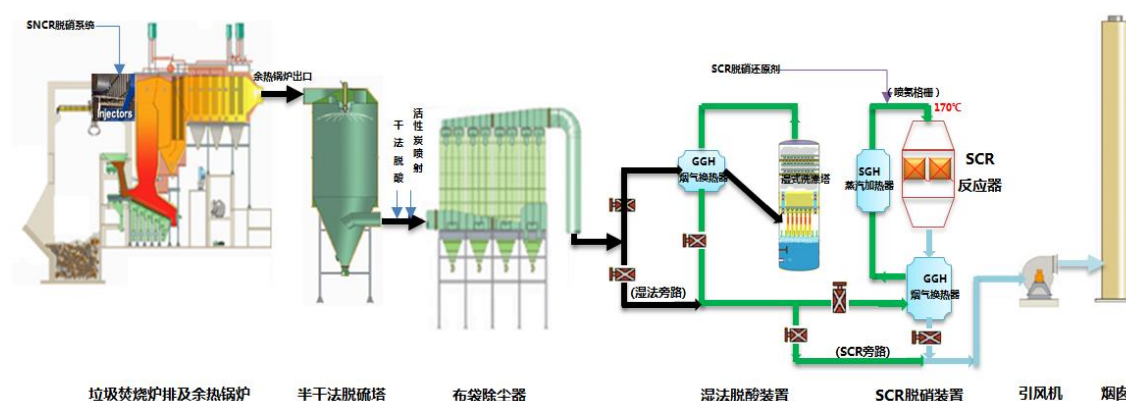 SNCR脱硝系统
Injectors
余热锅炉出口
干法脱酸
活性炭喷射
SCR脱硝还原剂
(喷氨格栅)
170℃
GGH
烟气换热器
湿式洗涤塔
SGH
蒸汽加热器
SCR
反应器
GGH
烟气换热器
(湿法旁路)
(SCR旁路)
垃圾焚烧炉排及余热锅炉
半干法脱硫塔
布袋除尘器
湿法脱酸装置
SCR脱硝装置
引风机
烟囱